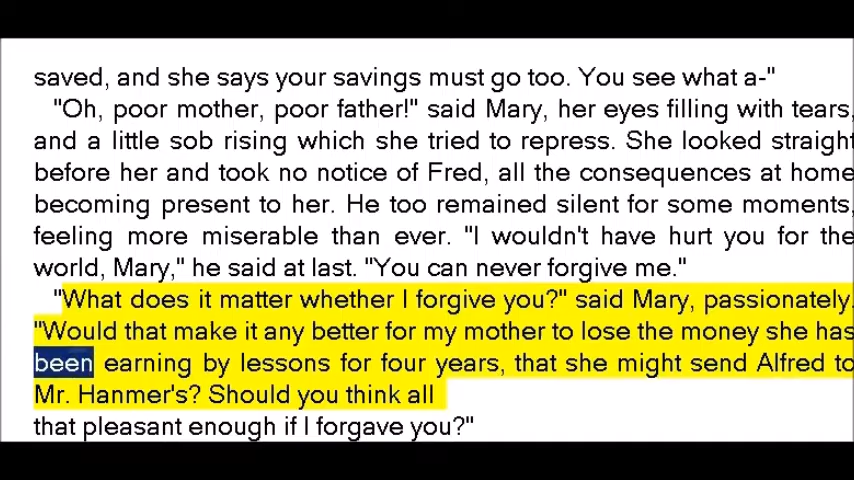 saved, and she says your savings must go too. You see what a-"
"Oh, poor mother, poor father!" said Mary, her eyes filling with tears,
and a little sob rising which she tried to repress. She looked straight
before her and took no notice of Fred, all the consequences at home
becoming present to her. He too remained silent for some moments,
feeling more miserable than ever. "I wouldn't have hurt you for the
world, Mary," he said at last. "You can never forgive me."
"What does it matter whether I forgive you?" said Mary, passionately.
"Would that make it any better for my mother to lose the money she has
been earning by lessons for four years, that she might send Alfred to
Mr. Hanmer's? Should you think all
that pleasant enough if I forgave you?"